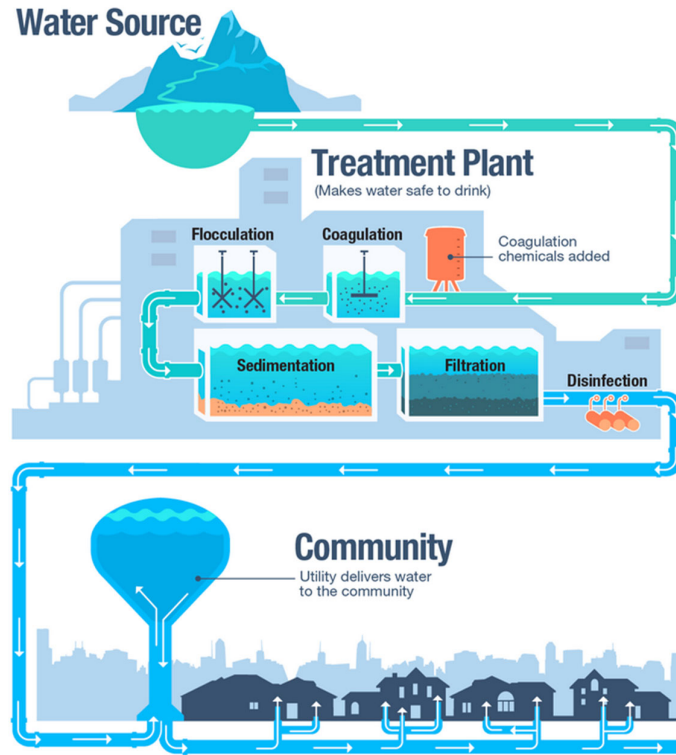 Water Source
Treatment Plant
(Makes water safe to drink)
Flocculation
Coagulation
Coagulation
chemicals added
Sedimentation
Filtration
Disinfection
Community
Utility delivers water
to the community